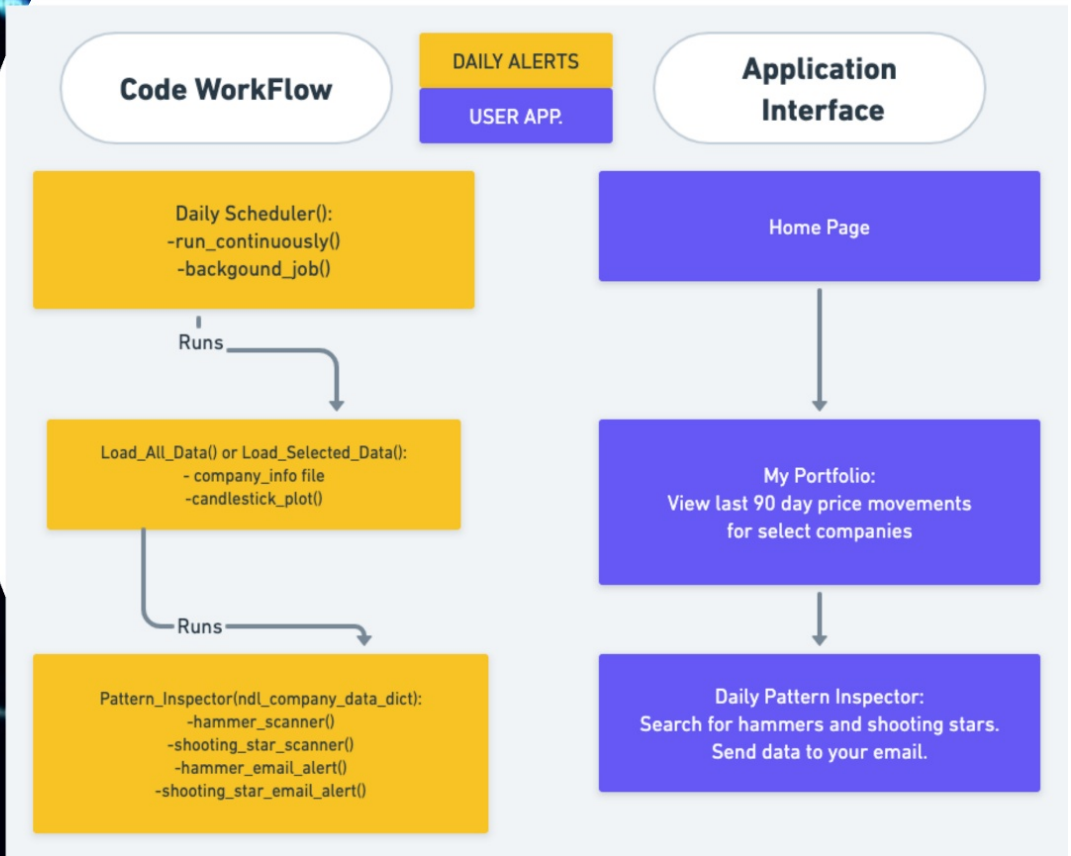 Code WorkFlow
DAILY ALERTS
USER APP.
Application
Interface
Daily Scheduler():
-run_continuously()
-backgound_job()
Runs
Load_All_Data() or Load_Selected_Data():
- company_info file
-candlestick_plot()
Runs
Pattern_Inspector(ndl_company_data_dict):
-hammer_scanner()
-shooting_star_scanner()
-hammer_email_alert()
-shooting_star_email_alert()
Home Page
My Portfolio:
View last 90 day price movements
for select companies
Daily Pattern Inspector:
Search for hammers and shooting stars.
Send data to your email.